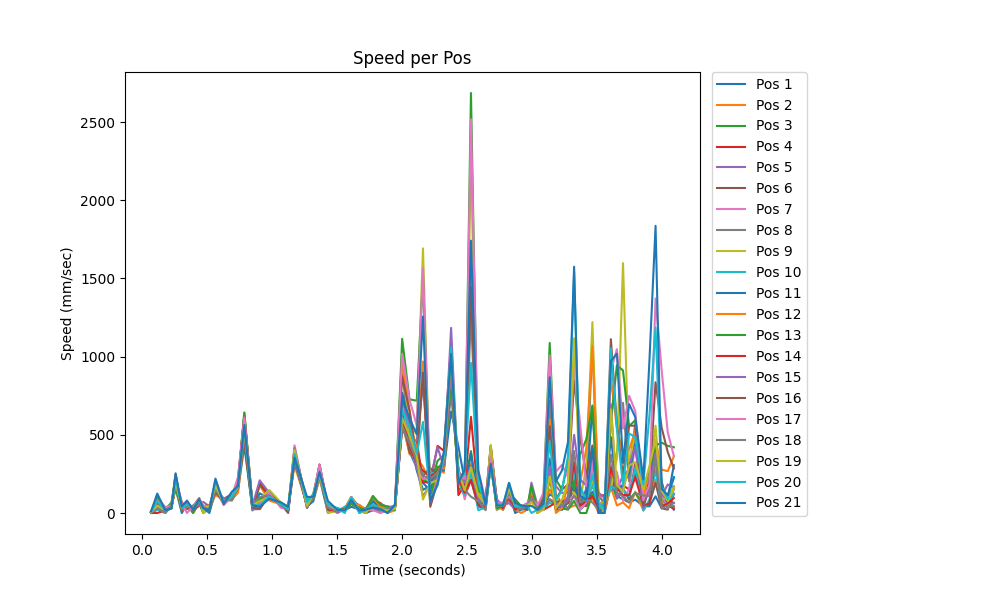 Speed per Pos
Speed (mm/sec)
2500
2000
1500
1000
500
0
0.0 0.5 1.0 1.5 2.0 2.5 3.0 3.5 4.0
Time (seconds)
Pos 1
Pos 2
Pos 3
Pos 4
Pos 5
Pos 6
Pos 7
Pos 8
Pos 9
Pos 10
Pos 11
Pos 12
Pos 13
Pos 14
Pos 15
Pos 16
Pos 17
Pos 18
Pos 19
Pos 20
Pos 21